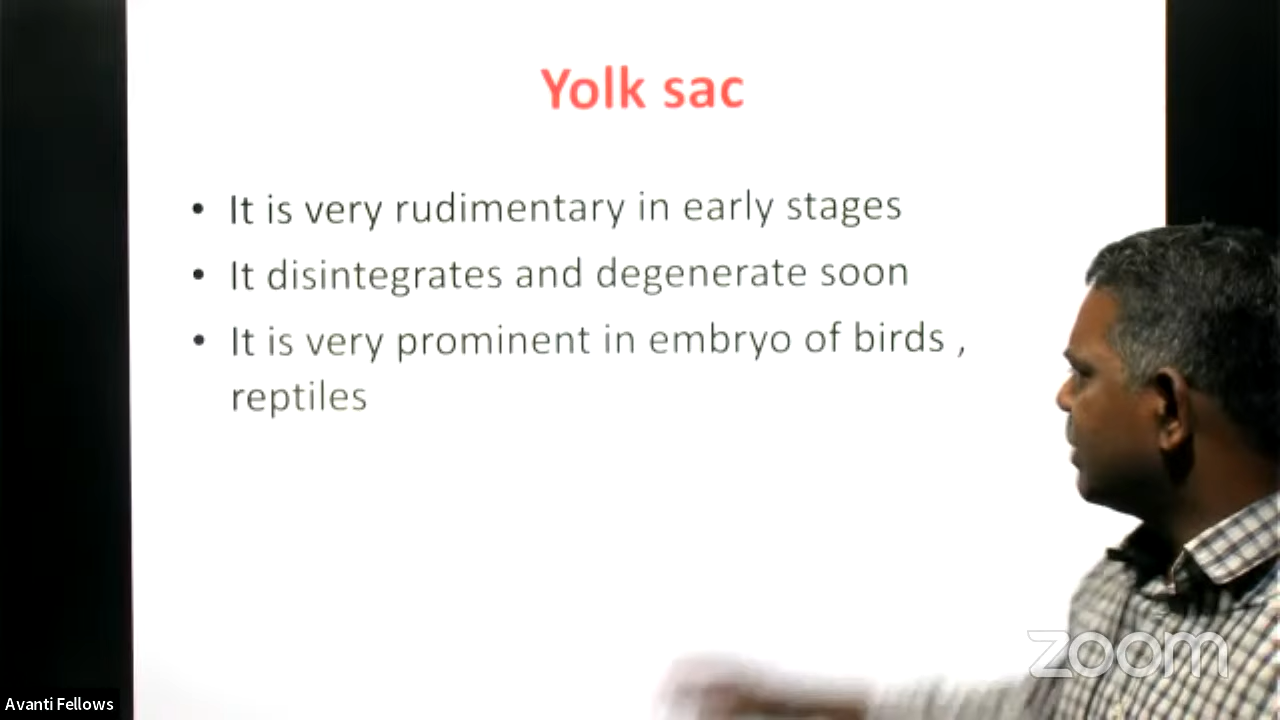 Yolk sac
• It is very rudimentary in early stages
• It disintegrates and degenerate soon
• It is very prominent in embryo of birds ,
reptiles
zoom
Avanti Fellows